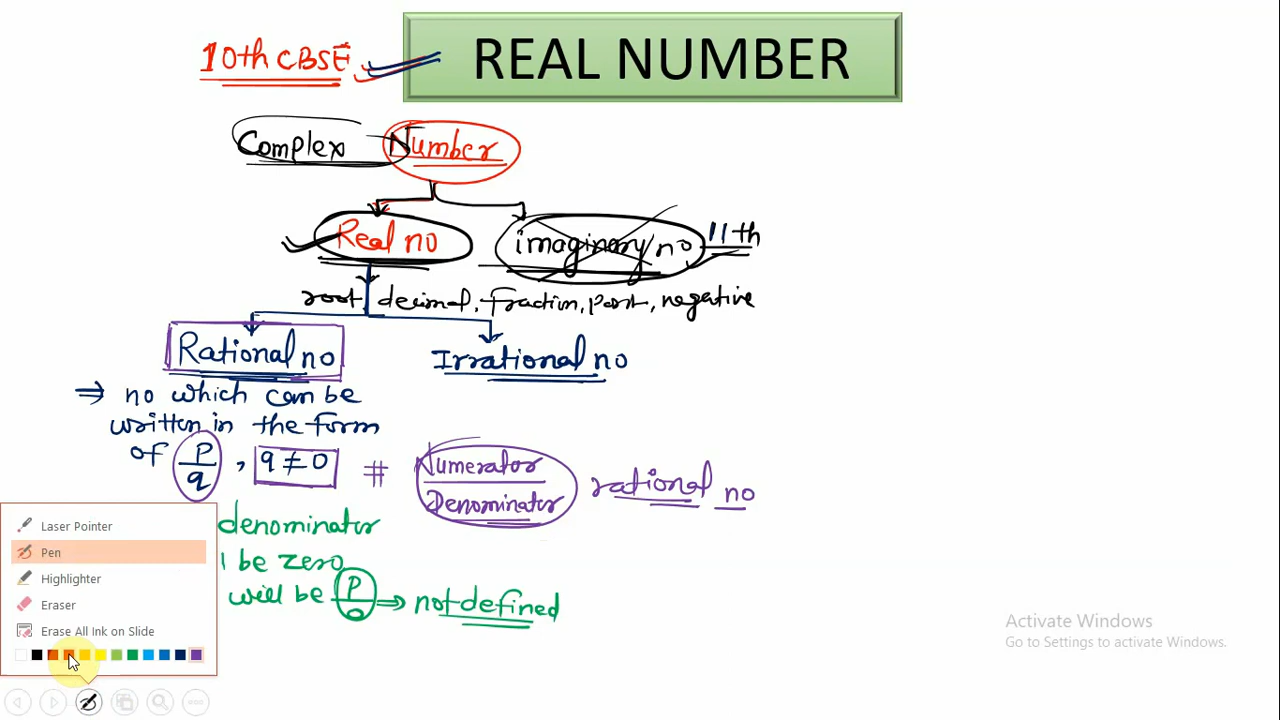 10th CBSE
REAL NUMBER
Complex Number
Real no
imaginary no
11th
root, decimal, fraction, negative
Rational no
Irrational no
⇒ no which can be
written in the form
of P/q , q ≠ 0
# Numerator/Denominator rational no
denominator
be zero
will be P/0 ⇒ not defined
Laser Pointer
Pen
Highlighter
Eraser
Erase All Ink on Slide
Activate Windows
Go to Settings to activate Windows.